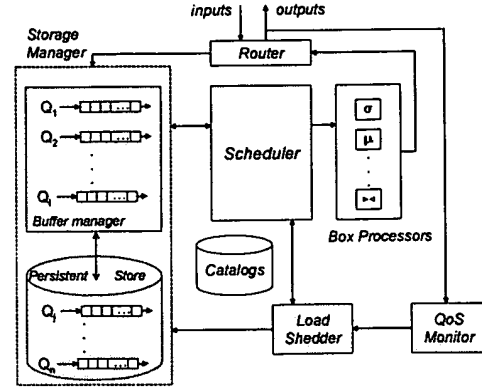 inputs outputs
Storage
Manager
Router
Q1
Q2
Qi
Buffer manager
Scheduler
σ
μ
⋈
Box Processors
Persistent Store
Qj
Qn
Catalogs
Load
Shedder
QoS
Monitor